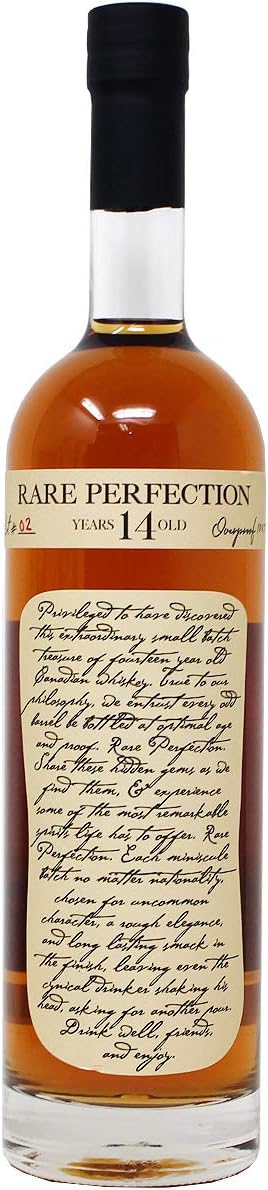 RARE PERFECTION
# 02 YEARS 14 OLD Overproof
Privileged to have discovered
this extraordinary small batch
treasure of fourteen year old
Canadian whiskey. True to our
philosophy, we entrust every odd
barrel be bottled at optimal age
and proof. Rare Perfection.
Share these hidden gems as we
find them, & experience
some of the most remarkable
spirits life has to offer. Rare
Perfection. Each miniscule
batch no matter nationality,
chosen for uncommon
character, a rough elegance,
and long lasting smack in
the finish, leaving even the
cynical drinker shaking his
head, asking for another pour.
Drink well, friends,
and enjoy.